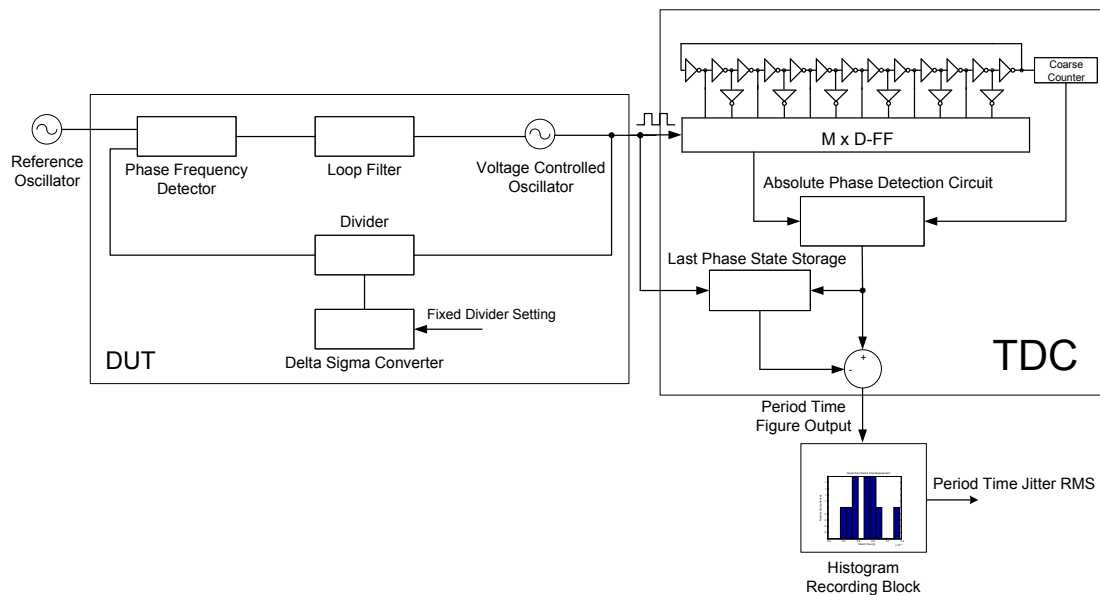 Reference
Oscillator
Phase Frequency
Detector
Loop Filter
Voltage Controlled
Oscillator
Divider
Fixed Divider Setting
Delta Sigma Converter
DUT
Coarse
Counter
M x D-FF
Absolute Phase Detection Circuit
Last Phase State Storage
+
-
TDC
Period Time
Figure Output
Period Time Jitter RMS
Histogram
Recording Block